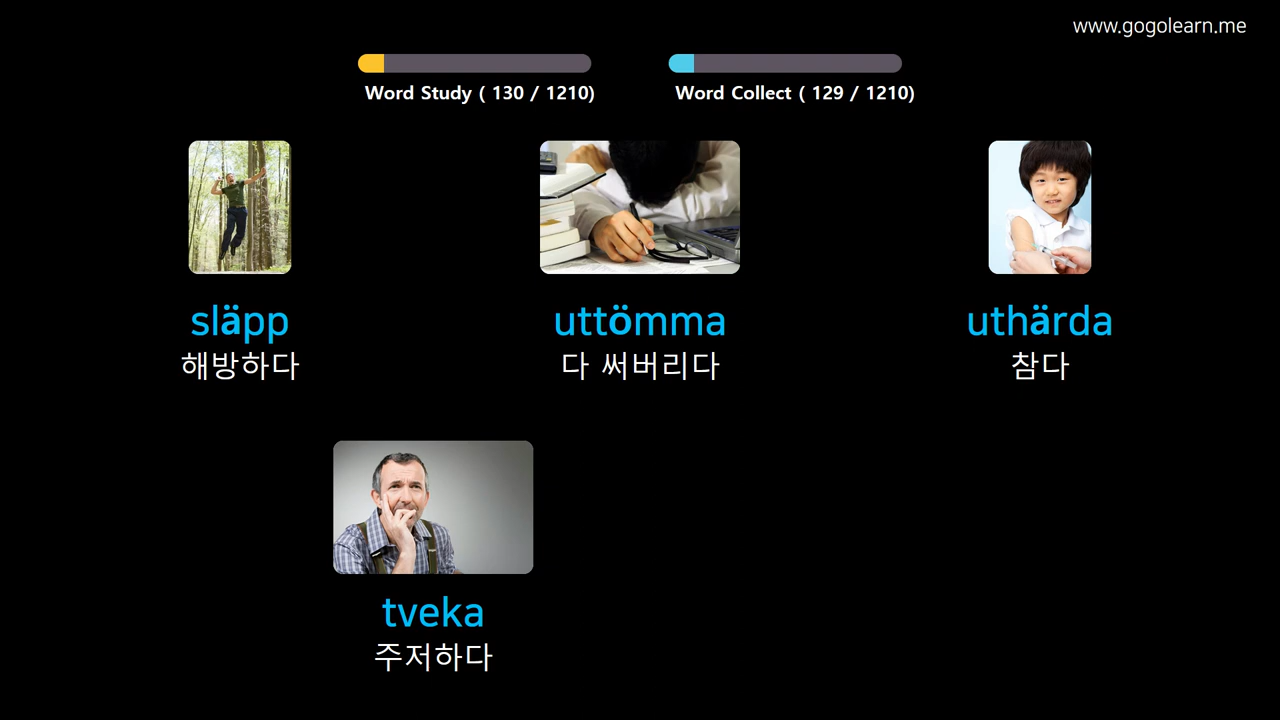 www.gogolearn.me
Word Study ( 130 / 1210)
Word Collect ( 129 / 1210)
släpp
해방하다
uttömma
다 써버리다
uthärda
참다
tveka
주저하다